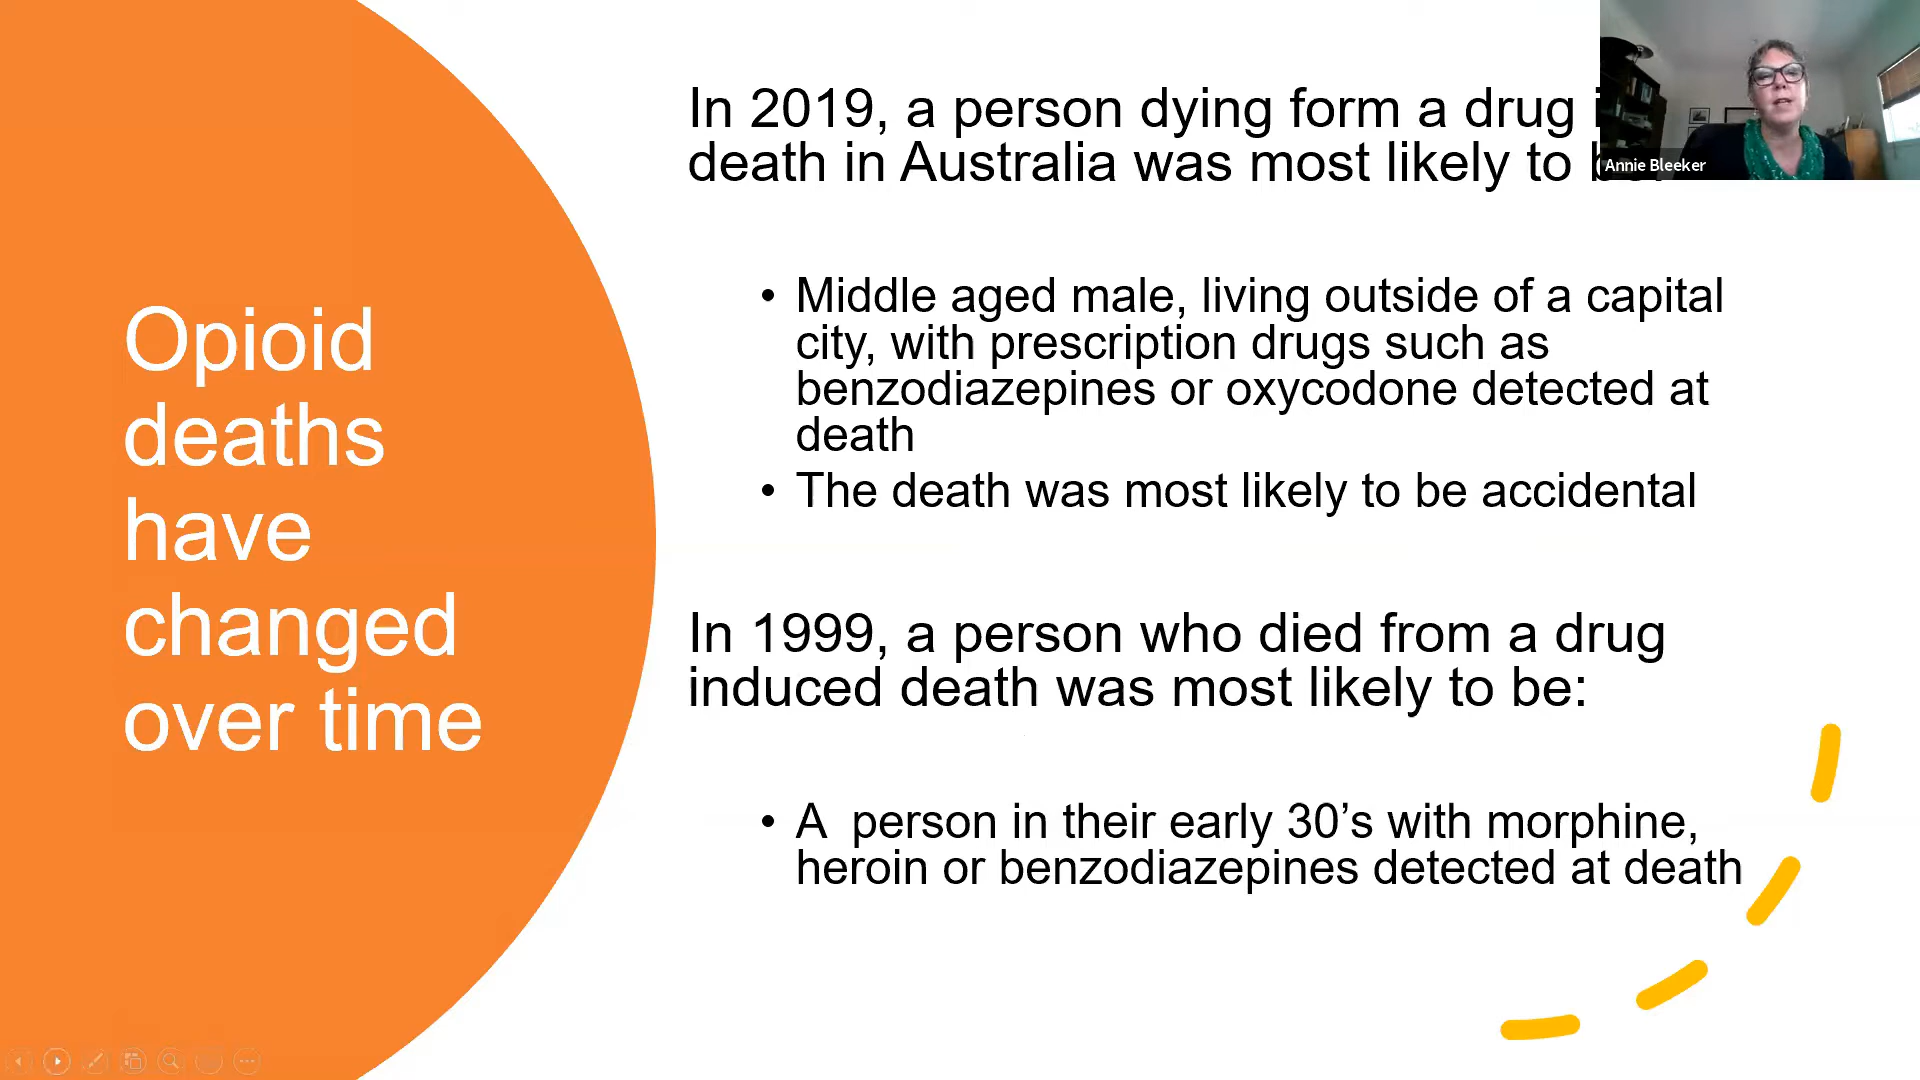 Opioid
deaths
have
changed
over time
In 2019, a person dying form a drug
death in Australia was most likely to
• Middle aged male, living outside of a capital
city, with prescription drugs such as
benzodiazepines or oxycodone detected at
death
• The death was most likely to be accidental
In 1999, a person who died from a drug
induced death was most likely to be:
• A  person in their early 30’s with morphine,
heroin or benzodiazepines detected at death
Annie Bleeker